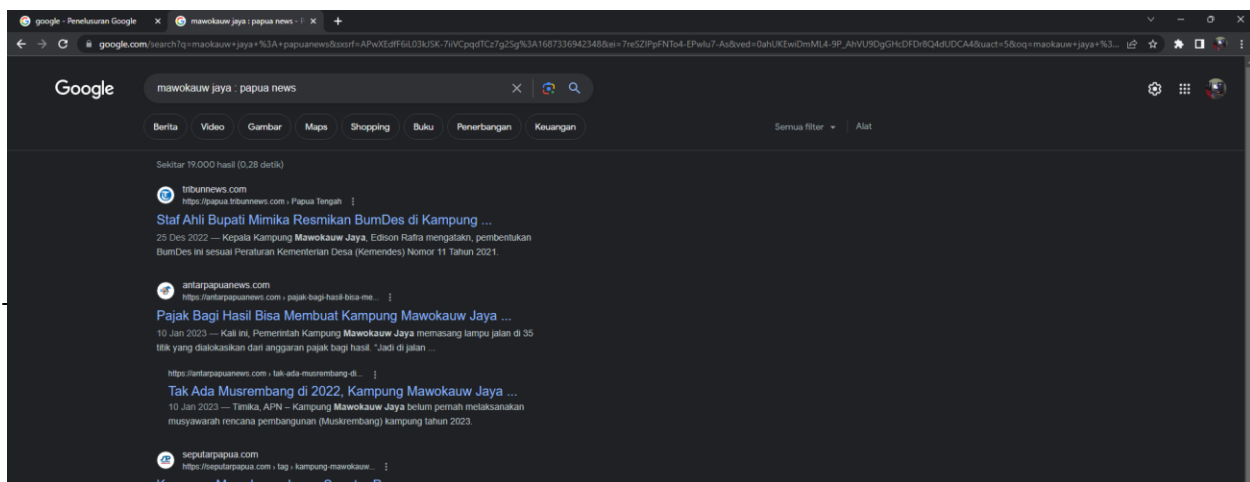 google - Penelusuran Google
mawokauw jaya : papua news -
google.com/search?q=maokauw+jaya+%3A+papuanews&sxsrf=APwXEdfF6iL03kJSK-7iiVCpqdTCz7g2Sg%3A1687336942348&ei=7reSZJPpFNTo4-EPwlu7-As&ved=0ahUKEwiDmML4-9P_AhVU9DgGHcDFDr8Q4dUDCA4&uact=5&oq=maokauw+jaya+%3...
Google
mawokauw jaya : papua news
Berita Video Gambar Maps Shopping Buku Penerbangan Keuangan Semua filter Alat
Sekitar 19.000 hasil (0,28 detik)
tribunnews.com
https://papua.tribunnews.com › Papua Tengah
Staf Ahli Bupati Mimika Resmikan BumDes di Kampung ...
25 Des 2022 — Kepala Kampung Mawokauw Jaya, Edison Rafra mengatakn, pembentukan
BumDes ini sesuai Peraturan Kementerian Desa (Kemendes) Nomor 11 Tahun 2021.
antarpapuanews.com
https://antarpapuanews.com › pajak-bagi-hasil-bisa-me...
Pajak Bagi Hasil Bisa Membuat Kampung Mawokauw Jaya ...
10 Jan 2023 — Kali ini, Pemerintah Kampung Mawokauw Jaya memasang lampu jalan di 35
titik yang dialokasikan dari anggaran pajak bagi hasil. "Jadi di jalan ...
https://antarpapuanews.com › tak-ada-musrembang-di...
Tak Ada Musrembang di 2022, Kampung Mawokauw Jaya ...
10 Jan 2023 — Timika, APN – Kampung Mawokauw Jaya belum pernah melaksanakan
musyawarah rencana pembangunan (Muskrembang) kampung tahun 2023.
seputarpapua.com
https://seputarpapua.com › tag › kampung-mawokauw...